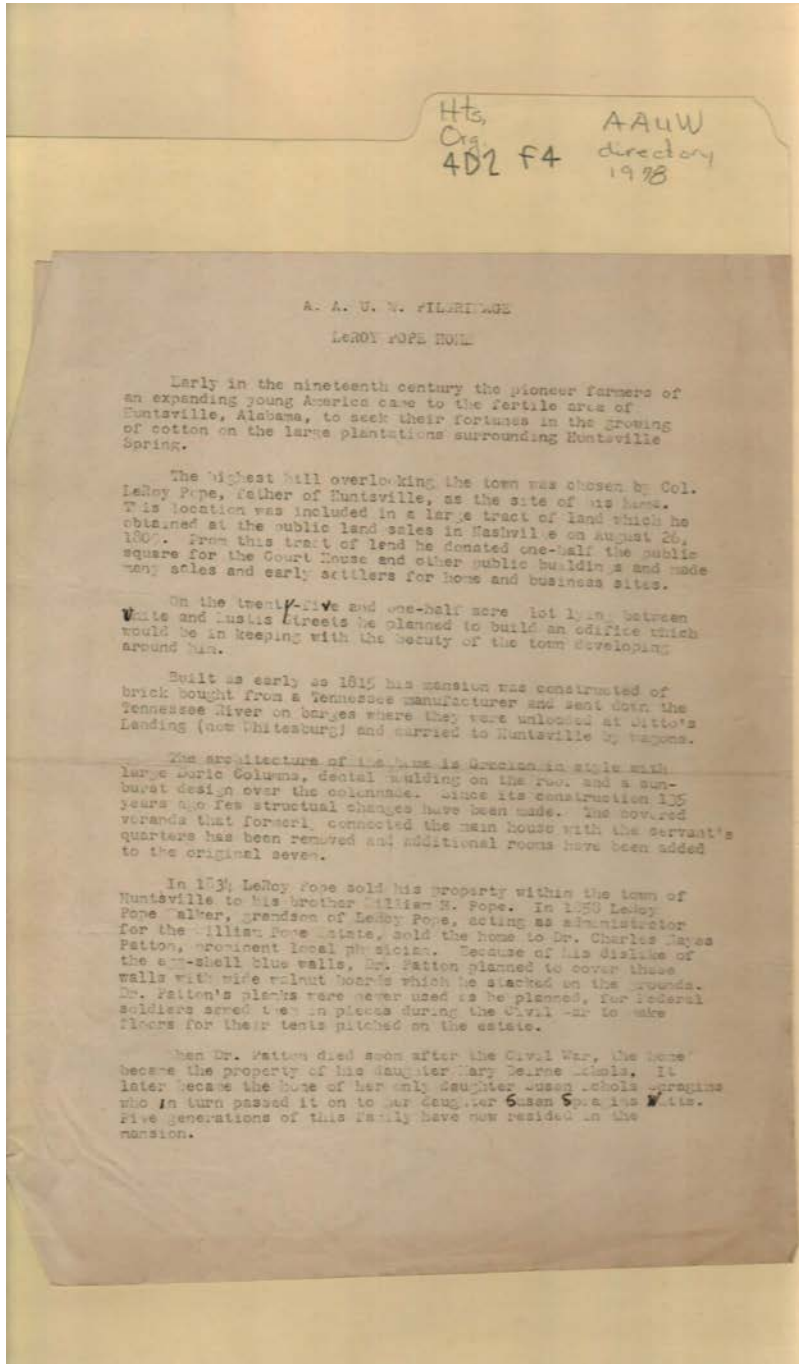 Hts,
Org
4D2 F4
AAUW
directory
1978
A. A. U. W. PILGRIMAGE
LeROY POPE HOME
Early in the nineteenth century the pioneer farmers of
an expanding young America came to the fertile area of
Huntsville, Alabama, to seek their fortunes in the growing
of cotton on the large plantations surrounding Huntsville
Spring.
The highest hill overlooking the town was chosen by Col.
LeRoy Pope, father of Huntsville, as the site of his home.
T is location was included in a large tract of land which he
obtained at the public land sales in Nashvil e on August 26,
1809. From this tract of land he donated one-half the public
square for the Court House and other public buildin s and made
many sales and early settlers for home and business sites.
On the twenty-five and one-half acre lot lying between
White and Eustis Streets he planned to build an edifice which
would be in keeping with the beauty of the town developing
around him.
Built as early as 1815 his mansion was constructed of
brick bought from a Tennessee manufacturer and sent down the
Tennessee River on barges where they were unloaded at Ditto's
Landing (now Whitesburg) and carried to Huntsville by wagons.
The architecture of the home is Grecian in style with
large Doric Columns, dental moulding on the roof and a sun-
burst design over the colonnade. Since its construction 135
years ago few structual changes have been made. The covered
veranda that formerly connected the main house with the servant's
quarters has been removed and additional rooms have been added
to the original seven.
In 1834 LeRoy Pope sold his property within the town of
Huntsville to his brother William H. Pope. In 1858 LeRoy
Pope Walker, grandson of LeRoy Pope, acting as administrator
for the William Pope Estate, sold the home to Dr. Charles Hayes
Patton, prominent local physician. Because of his dislike of
the egg-shell blue walls, Dr. Patton planned to cover these
walls with wide walnut boards which he stacked on the grounds.
Dr. Patton's planks were never used as he planned, for Federal
soldiers sawed them in pieces during the Civil War to make
floors for their tents pitched on the estate.
When Dr. Patton died soon after the Civil War, the home
became the property of his daughter Mary Beirne Echols. It
later became the home of her only daughter Susan Echols Spragins
who in turn passed it on to her daughter Susan Spra ins Watts.
Five generations of this family have now resided in the
mansion.